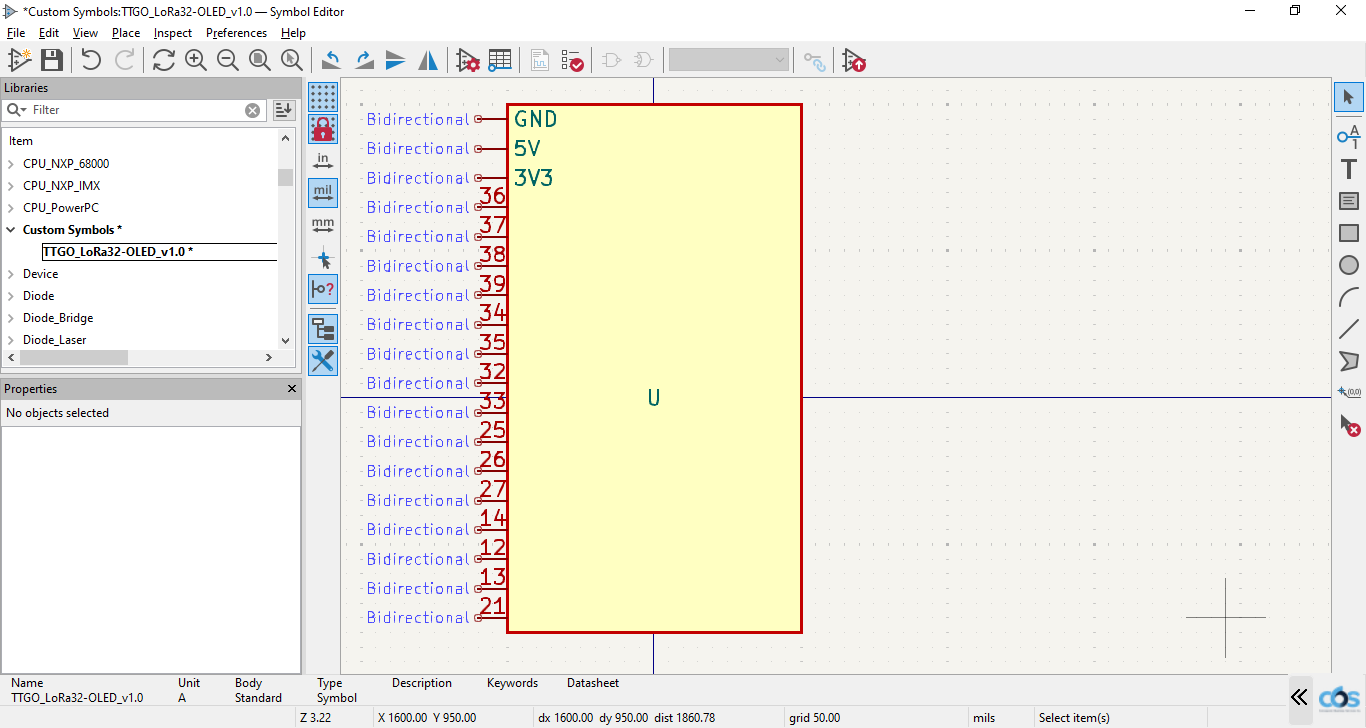 *Custom Symbols:TTGO_LoRa32-OLED_v1.0 — Symbol Editor
File Edit View Place Inspect Preferences Help
Libraries
Filter
Item
CPU_NXP_68000
CPU_NXP_IMX
CPU_PowerPC
Custom Symbols *
TTGO_LoRa32-OLED_v1.0 *
Device
Diode
Diode_Bridge
Diode_Laser
Properties
No objects selected
in
mil
mm
Bidirectional GND
Bidirectional 5V
Bidirectional 3V3
Bidirectional 36
Bidirectional 37
Bidirectional 38
Bidirectional 39
Bidirectional 34
Bidirectional 35
Bidirectional 32
Bidirectional 33
Bidirectional 25
Bidirectional 26
Bidirectional 27
Bidirectional 14
Bidirectional 12
Bidirectional 13
Bidirectional 21
U
A
1
T
(0,0)
Name Unit Body Type Description Keywords Datasheet
TTGO_LoRa32-OLED_v1.0 A Standard Symbol
Z 3.22 X 1600.00 Y 950.00 dx 1600.00 dy 950.00 dist 1860.78 grid 50.00 mils Select item(s)